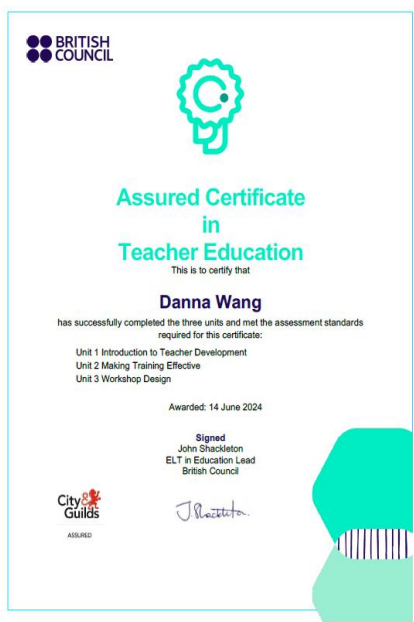 BRITISH
COUNCIL
Assured Certificate
in
Teacher Education
This is to certify that
Danna Wang
has successfully completed the three units and met the assessment standards
required for this certificate:
Unit 1 Introduction to Teacher Development
Unit 2 Making Training Effective
Unit 3 Workshop Design
Awarded: 14 June 2024
Signed
John Shackleton
ELT in Education Lead
British Council
City&
Guilds
ASSURED
J. Shackleton.